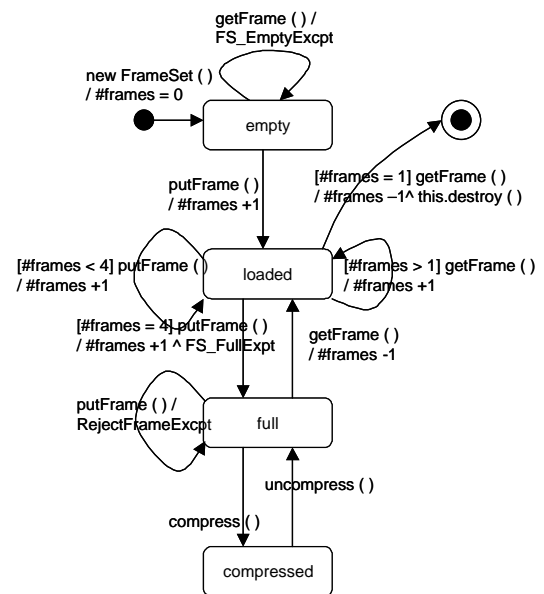 getFrame ( ) /
FS_EmptyExcpt
new FrameSet ( )
/ #frames = 0
empty
putFrame ( )
/ #frames +1
[#frames = 1] getFrame ( )
/ #frames –1^ this.destroy ( )
[#frames < 4] putFrame ( )
/ #frames +1
loaded
[#frames > 1] getFrame ( )
/ #frames +1
[#frames = 4] putFrame ( )
/ #frames +1 ^ FS_FullExpt
getFrame ( )
/ #frames -1
putFrame ( ) /
RejectFrameExcpt
full
uncompress ( )
compress ( )
compressed